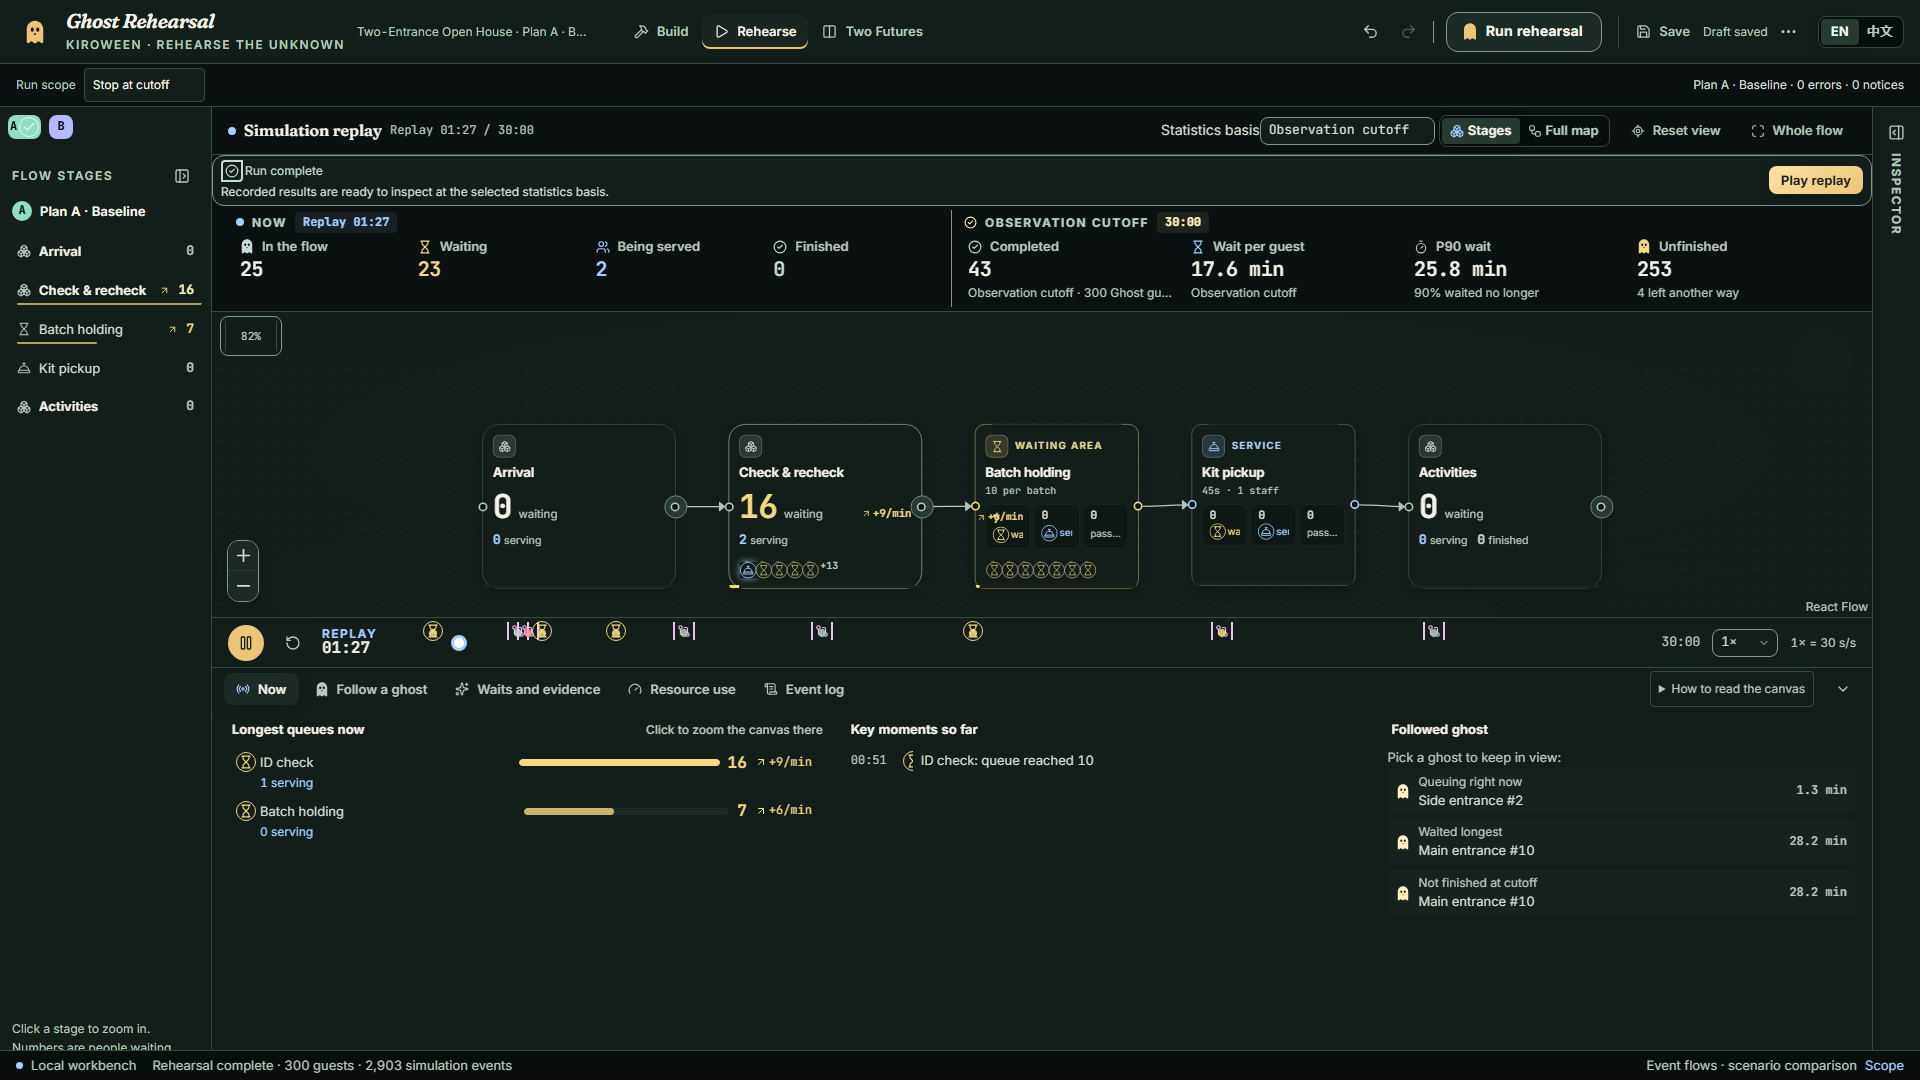 Ghost Rehearsal
KIROWEEN · REHEARSE THE UNKNOWN
Two-Entrance Open House · Plan A · B...
Build
Rehearse
Two Futures
Run rehearsal
Save
Draft saved
EN
中文
Run scope
Stop at cutoff
Plan A · Baseline · 0 errors · 0 notices
A
B
Simulation replay
Replay 01:27 / 30:00
Statistics basis
Observation cutoff
Stages
Full map
Reset view
Whole flow
INSPECTOR
FLOW STAGES
A Plan A · Baseline
Arrival 0
Check & recheck 16
Batch holding 7
Kit pickup 0
Activities 0
Run complete
Recorded results are ready to inspect at the selected statistics basis.
Play replay
NOW Replay 01:27
In the flow
25
Waiting
23
Being served
2
Finished
0
OBSERVATION CUTOFF 30:00
Completed
43
Observation cutoff · 300 Ghost gu...
Wait per guest
17.6 min
Observation cutoff
P90 wait
25.8 min
90% waited no longer
Unfinished
253
4 left another way
82%
Arrival
0 waiting
0 serving
Check & recheck
16 waiting
+9/min
2 serving
+13
WAITING AREA
Batch holding
10 per batch
wa
0
ser
0
pass...
SERVICE
Kit pickup
45s · 1 staff
0
wa
0
ser
0
pass...
Activities
0 waiting
0 serving 0 finished
React Flow
REPLAY
01:27
30:00
1×
1× = 30 s/s
Now
Follow a ghost
Waits and evidence
Resource use
Event log
How to read the canvas
Longest queues now
Click to zoom the canvas there
ID check
1 serving
16 +9/min
Batch holding
0 serving
7 +6/min
Key moments so far
00:51 ID check: queue reached 10
Followed ghost
Pick a ghost to keep in view:
Queuing right now
Side entrance #2
1.3 min
Waited longest
Main entrance #10
28.2 min
Not finished at cutoff
Main entrance #10
28.2 min
Click a stage to zoom in.
Numbers are people waiting
Local workbench
Rehearsal complete · 300 guests · 2,903 simulation events
Event flows · scenario comparison
Scope